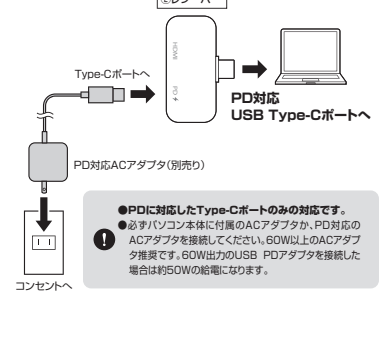 Type-Cポートへ
HDMI
PD
PD対応
USB Type-Cポートへ
PD対応ACアダプタ(別売り)
●PDに対応したType-Cポートのみの対応です。
●必ずパソコン本体に付属のACアダプタか、PD対応の
ACアダプタを接続してください。60W以上のACアダプ
タ推奨です。60W出力のUSB PDアダプタを接続した
場合は約50Wの給電になります。
コンセントへ